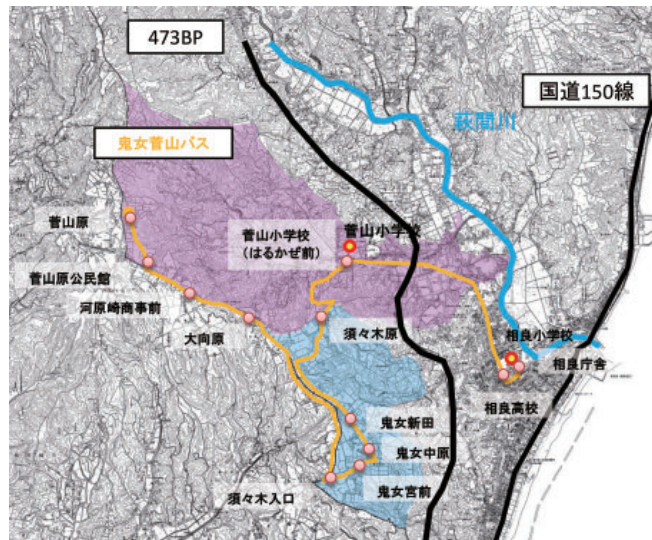 473BP
国道150線
萩間川
鬼女菅山バス
菅山原
菅山小学校
(はるかぜ前)
菅山小学校
菅山原公民館
河原崎商事前
大向原
須々木原
相良小学校
相良庁舎
相良高校
鬼女新田
鬼女中原
鬼女宮前
須々木入口